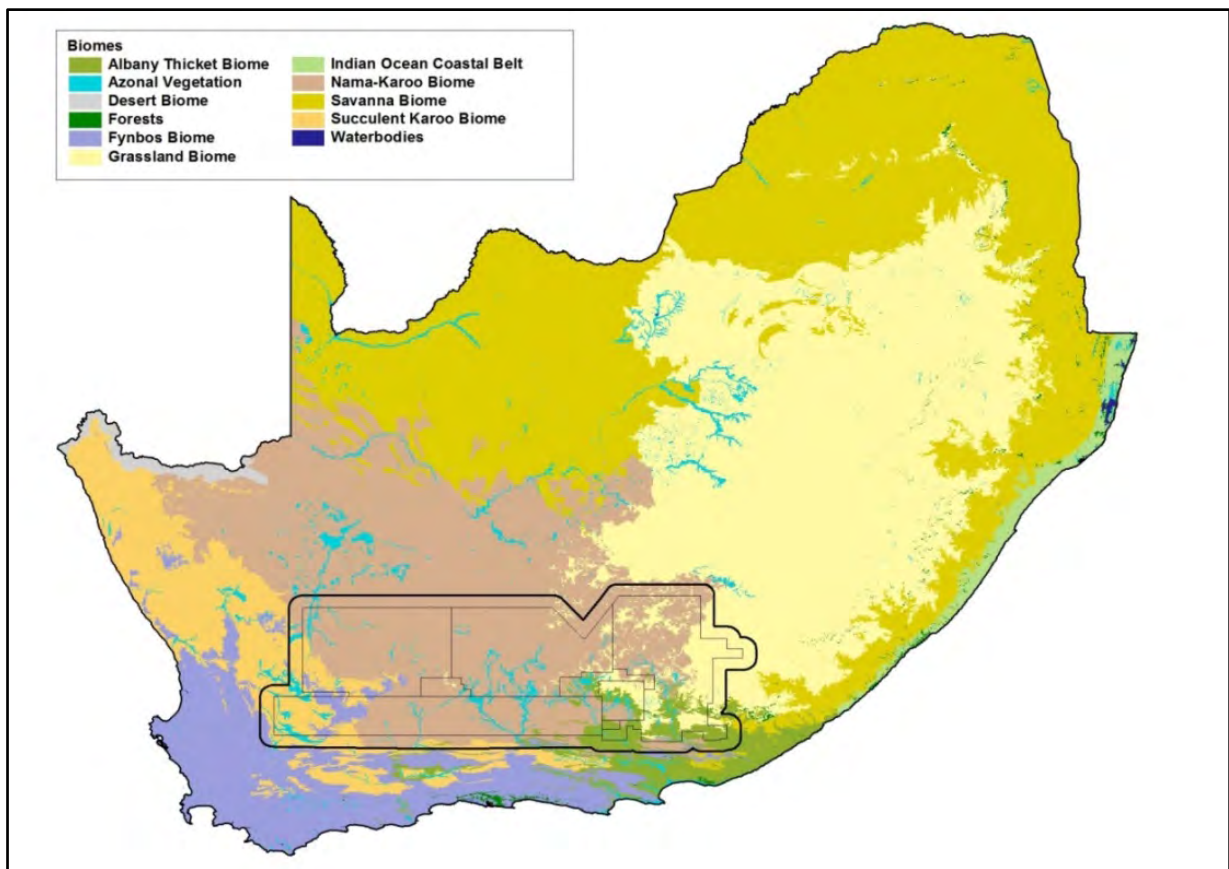 Biomes
Albany Thicket Biome
Azonal Vegetation
Desert Biome
Forests
Fynbos Biome
Grassland Biome
Indian Ocean Coastal Belt
Nama-Karoo Biome
Savanna Biome
Succulent Karoo Biome
Waterbodies